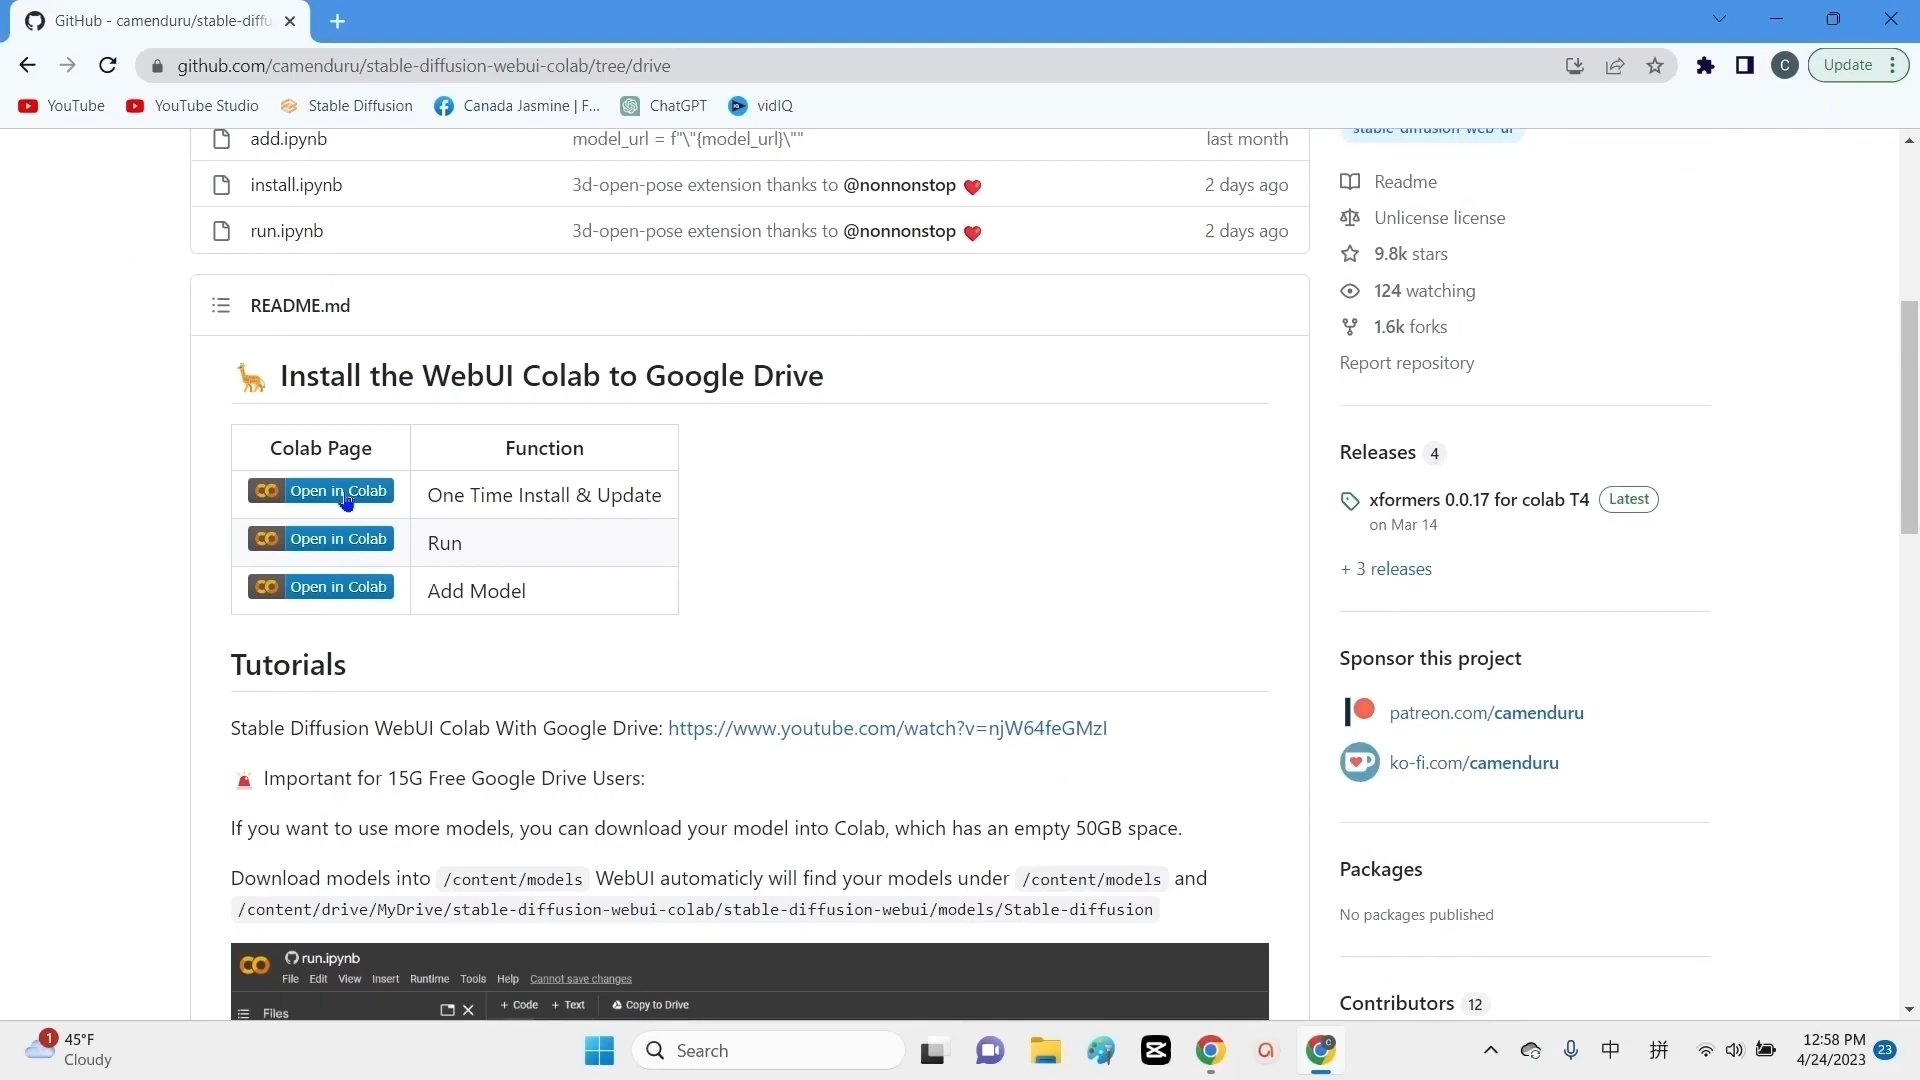 GitHub - camenduru/stable-diffu
github.com/camenduru/stable-diffusion-webui-colab/tree/drive
C
Update
YouTube
YouTube Studio
Stable Diffusion
Canada Jasmine | F...
ChatGPT
vidIQ
add.ipynb
model_url = f"\"{model_url}\""
last month
install.ipynb
3d-open-pose extension thanks to @nonnonstop ❤️
2 days ago
run.ipynb
3d-open-pose extension thanks to @nonnonstop ❤️
2 days ago
README.md
🦒 Install the WebUI Colab to Google Drive
Colab Page
Function
Open in Colab
One Time Install & Update
Open in Colab
Run
Open in Colab
Add Model
Tutorials
Stable Diffusion WebUI Colab With Google Drive: https://www.youtube.com/watch?v=njW64feGMzI
🚨 Important for 15G Free Google Drive Users:
If you want to use more models, you can download your model into Colab, which has an empty 50GB space.
Download models into /content/models WebUI automaticly will find your models under /content/models and
/content/drive/MyDrive/stable-diffusion-webui-colab/stable-diffusion-webui/models/Stable-diffusion
run.ipynb
File Edit View Insert Runtime Tools Help Cannot save changes
Files
+ Code + Text Copy to Drive
stable-diffusion-web-ui
Readme
Unlicense license
9.8k stars
124 watching
1.6k forks
Report repository
Releases 4
xformers 0.0.17 for colab T4 Latest
on Mar 14
+ 3 releases
Sponsor this project
patreon.com/camenduru
ko-fi.com/camenduru
Packages
No packages published
Contributors 12
1
45°F
Cloudy
Search
C
中
拼
12:58 PM
4/24/2023
23